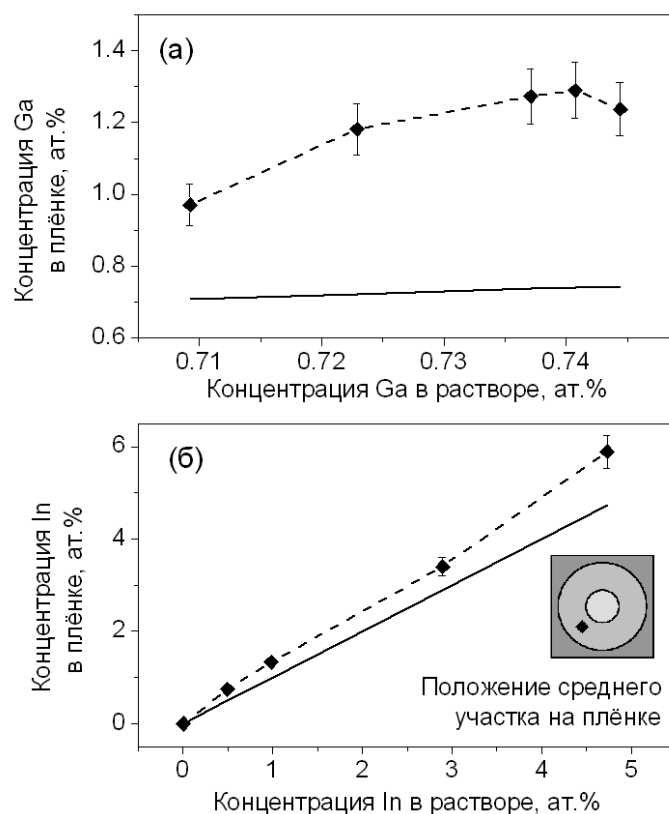 (а)
Концентрация Ga
в плёнке, ат.%
1.4
1.2
1.0
0.8
0.6
0.71 0.72 0.73 0.74
Концентрация Ga в растворе, ат.%
(б)
Концентрация In
в плёнке, ат.%
6
4
2
0
Положение среднего
участка на плёнке
0 1 2 3 4 5
Концентрация In в растворе, ат.%